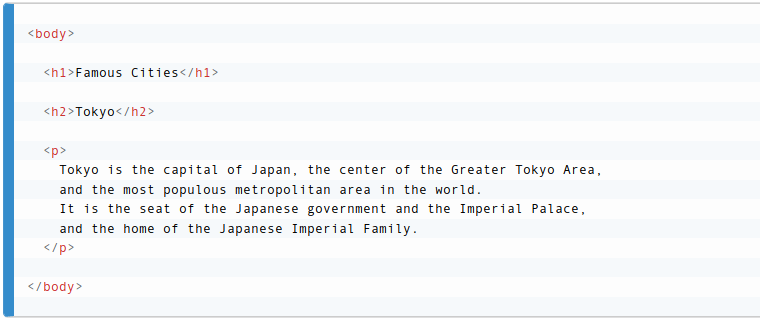 <body>
<h1>Famous Cities</h1>
<h2>Tokyo</h2>
<p>
Tokyo is the capital of Japan, the center of the Greater Tokyo Area,
and the most populous metropolitan area in the world.
It is the seat of the Japanese government and the Imperial Palace,
and the home of the Japanese Imperial Family.
</p>
</body>